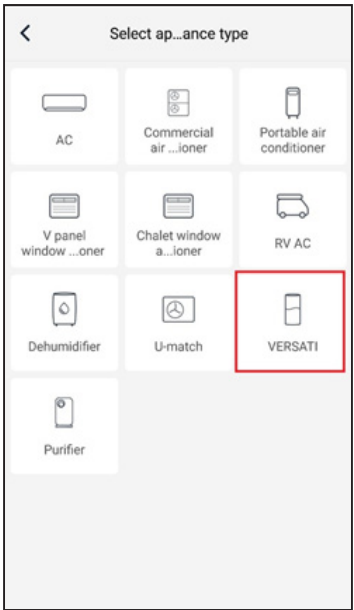 Select ap...ance type
AC
Commercial
air ...ioner
Portable air
conditioner
V panel
window ...oner
Chalet window
a...ioner
RV AC
Dehumidifier
U-match
VERSATI
Purifier